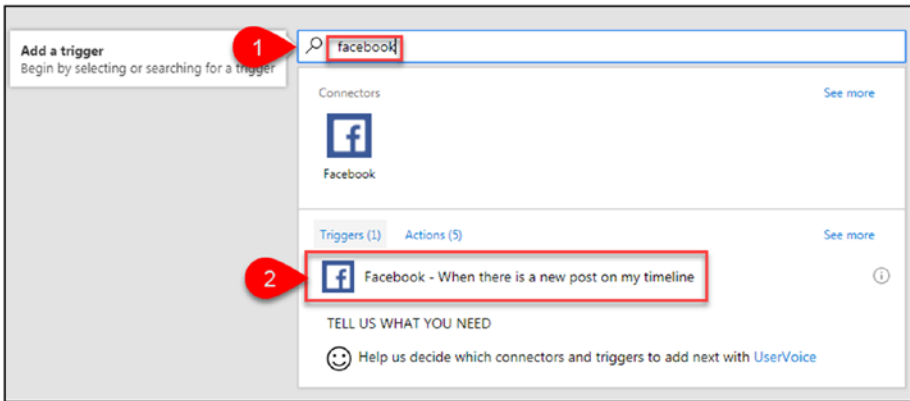 Add a trigger
Begin by selecting or searching for a trigger
1
facebook
Connectors
See more
Facebook
Triggers (1) Actions (5)
See more
2
Facebook - When there is a new post on my timeline
TELL US WHAT YOU NEED
Help us decide which connectors and triggers to add next with UserVoice